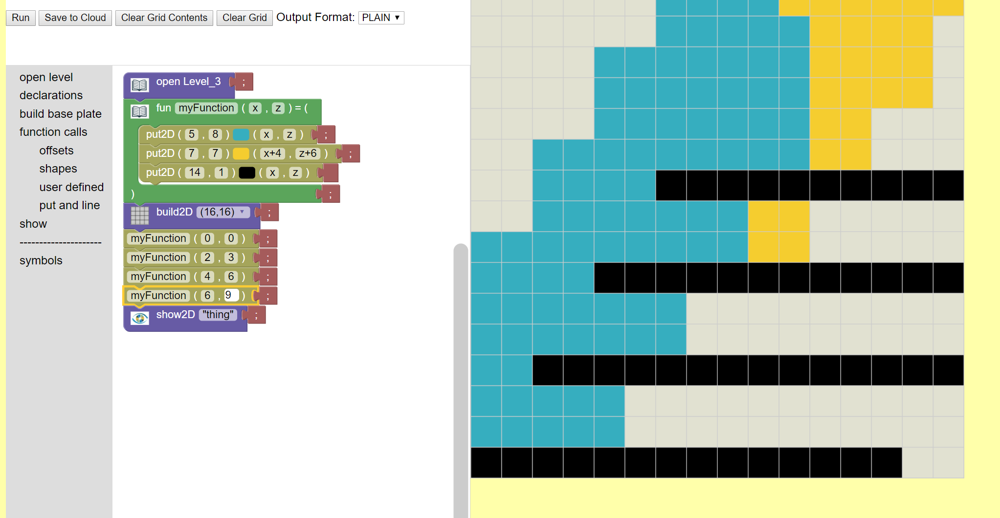 Run Save to Cloud Clear Grid Contents Clear Grid Output Format: PLAIN
open level
declarations
build base plate
function calls
offsets
shapes
user defined
put and line
show
---------------------
symbols
open Level_3 ;
fun myFunction ( x , z ) = (
put2D ( 5 , 8 ) ( x , z ) ;
put2D ( 7 , 7 ) ( x+4 , z+6 ) ;
put2D ( 14 , 1 ) ( x , z )
) ;
build2D (16,16) ;
myFunction ( 0 , 0 ) ;
myFunction ( 2 , 3 ) ;
myFunction ( 4 , 6 ) ;
myFunction ( 6 , 9 ) ;
show2D "thing" ;